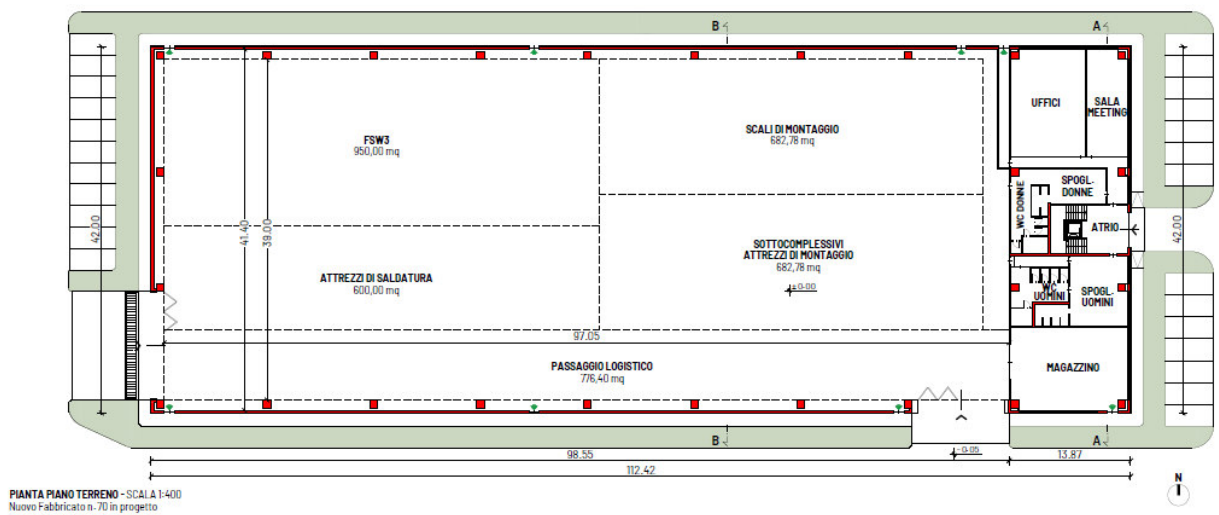 B
A
UFFICI
SALA
MEETING
FSW3
950,00 mq
SCALI DI MONTAGGIO
682,78 mq
SPOGL.
DONNE
WC DONNE
ATRIO
42.00
41.40
39.00
42.00
SOTTOCOMPLESSIVI
ATTREZZI DI MONTAGGIO
682,78 mq
±0.00
ATTREZZI DI SALDATURA
600,00 mq
WC
UOMINI
SPOGL.
UOMINI
97.05
PASSAGGIO LOGISTICO
776,40 mq
MAGAZZINO
B
A
-0.05
98.55
13.87
112.42
PIANTA PIANO TERRENO - SCALA 1:400
Nuovo Fabbricato n. 70 in progetto
N